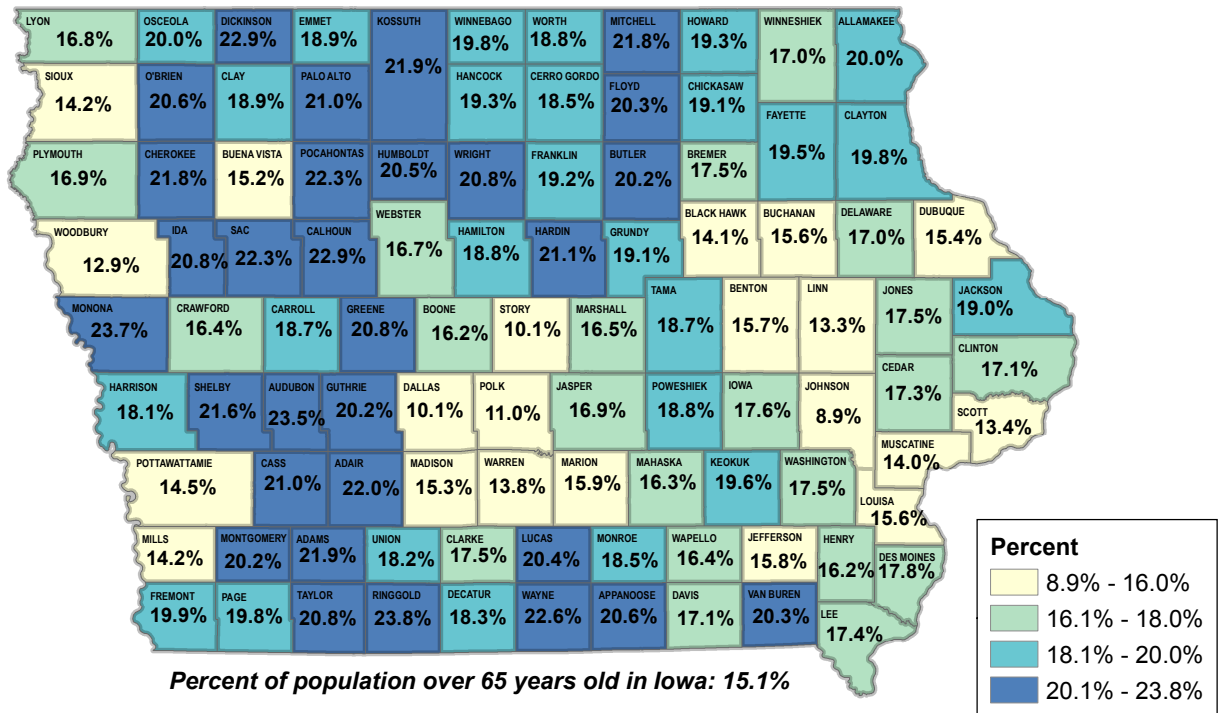 LYON OSCEOLA DICKINSON EMMET KOSSUTH WINNEBAGO WORTH MITCHELL HOWARD WINNESHIEK ALLAMAKEE
16.8% 20.0% 22.9% 18.9% 21.9% 19.8% 18.8% 21.8% 19.3% 17.0% 20.0%
SIOUX O'BRIEN CLAY PALO ALTO HANCOCK CERRO GORDO FLOYD CHICKASAW
14.2% 20.6% 18.9% 21.0% 19.3% 18.5% 20.3% 19.1%
FAYETTE CLAYTON
19.5% 19.8%
PLYMOUTH CHEROKEE BUENA VISTA POCAHONTAS HUMBOLDT WRIGHT FRANKLIN BUTLER BREMER
16.9% 21.8% 15.2% 22.3% 20.5% 20.8% 19.2% 20.2% 17.5%
WOODBURY IDA SAC CALHOUN WEBSTER HAMILTON HARDIN GRUNDY BLACK HAWK BUCHANAN DELAWARE DUBUQUE
12.9% 20.8% 22.3% 22.9% 16.7% 18.8% 21.1% 19.1% 14.1% 15.6% 17.0% 15.4%
MONONA CRAWFORD CARROLL GREENE BOONE STORY MARSHALL TAMA BENTON LINN JONES JACKSON
23.7% 16.4% 18.7% 20.8% 16.2% 10.1% 16.5% 18.7% 15.7% 13.3% 17.5% 19.0%
CLINTON
17.1%
HARRISON SHELBY AUDUBON GUTHRIE DALLAS POLK JASPER POWESHIEK IOWA JOHNSON CEDAR SCOTT
18.1% 21.6% 23.5% 20.2% 10.1% 11.0% 16.9% 18.8% 17.6% 8.9% 17.3% 13.4%
MUSCATINE
14.0%
POTTAWATTAMIE CASS ADAIR MADISON WARREN MARION MAHASKA KEOKUK WASHINGTON LOUISA
14.5% 21.0% 22.0% 15.3% 13.8% 15.9% 16.3% 19.6% 17.5% 15.6%
MILLS MONTGOMERY ADAMS UNION CLARKE LUCAS MONROE WAPELLO JEFFERSON HENRY DES MOINES
14.2% 20.2% 21.9% 18.2% 17.5% 20.4% 18.5% 16.4% 15.8% 16.2% 17.8%
FREMONT PAGE TAYLOR RINGGOLD DECATUR WAYNE APPANOOSE DAVIS VAN BUREN LEE
19.9% 19.8% 20.8% 23.8% 18.3% 22.6% 20.6% 17.1% 20.3% 17.4%
Percent of population over 65 years old in Iowa: 15.1%
Percent
8.9% - 16.0%
16.1% - 18.0%
18.1% - 20.0%
20.1% - 23.8%